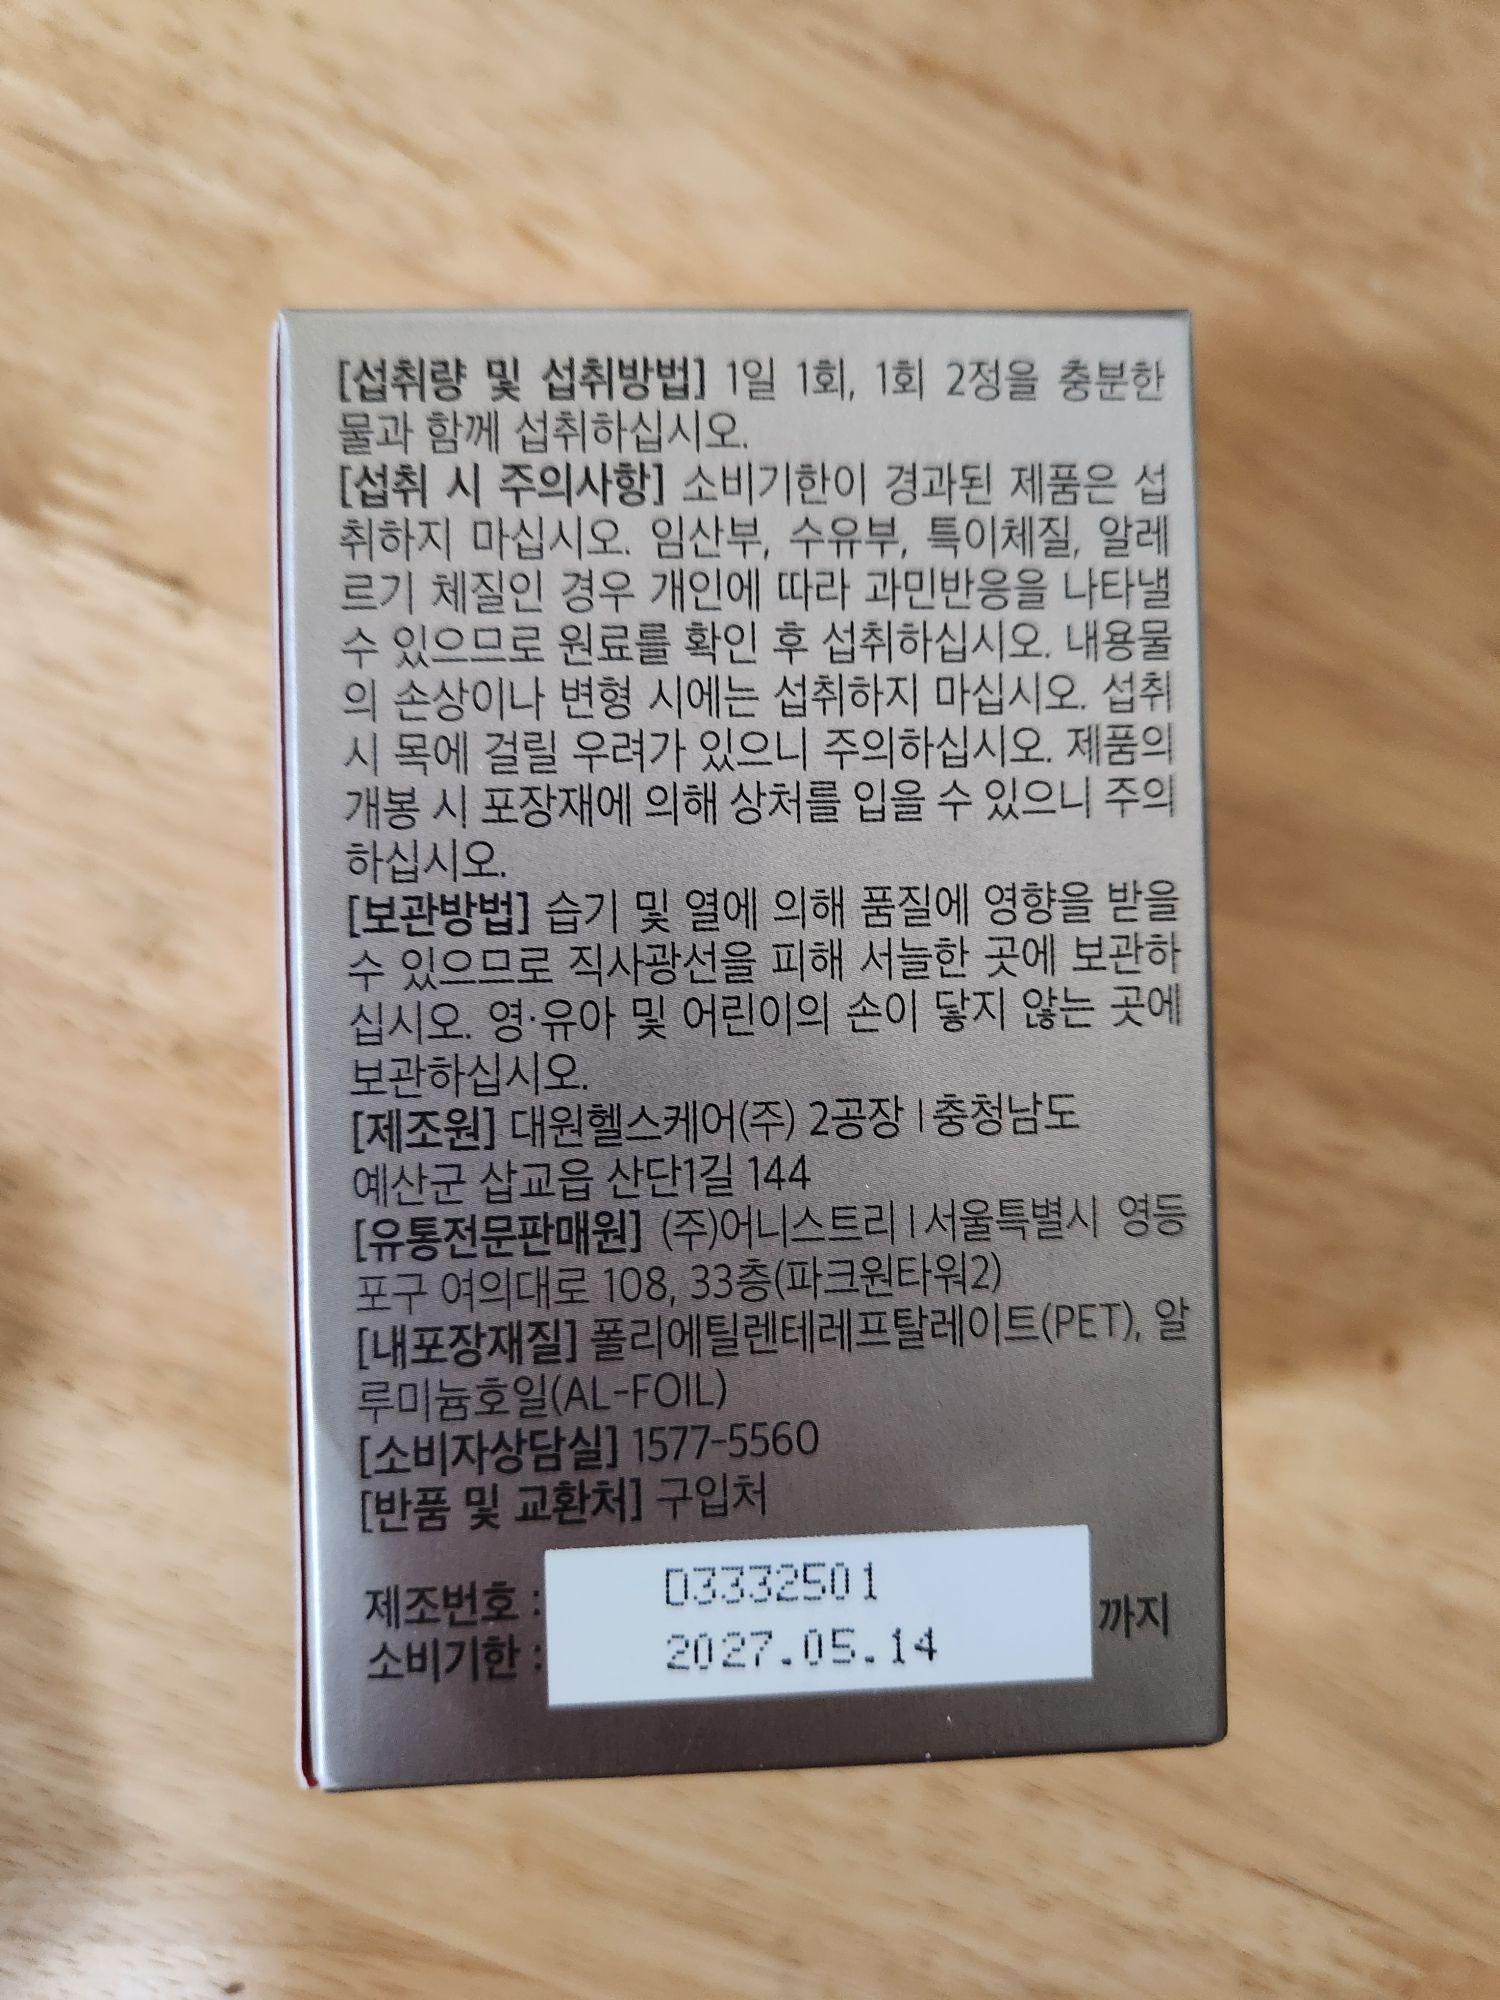 [섭취량 및 섭취방법] 1일 1회, 1회 2정을 충분한
물과 함께 섭취하십시오.
[섭취 시 주의사항] 소비기한이 경과된 제품은 섭
취하지 마십시오. 임산부, 수유부, 특이체질, 알레
르기 체질인 경우 개인에 따라 과민반응을 나타낼
수 있으므로 원료를 확인 후 섭취하십시오. 내용물
의 손상이나 변형 시에는 섭취하지 마십시오. 섭취
시 목에 걸릴 우려가 있으니 주의하십시오. 제품의
개봉 시 포장재에 의해 상처를 입을 수 있으니 주의
하십시오.
[보관방법] 습기 및 열에 의해 품질에 영향을 받을
수 있으므로 직사광선을 피해 서늘한 곳에 보관하
십시오. 영·유아 및 어린이의 손이 닿지 않는 곳에
보관하십시오.
[제조원] 대원헬스케어(주) 2공장 | 충청남도
예산군 삽교읍 산단1길 144
[유통전문판매원] (주)어니스트리 | 서울특별시 영등
포구 여의대로 108, 33층(파크원타워2)
[내포장재질] 폴리에틸렌테레프탈레이트(PET), 알
루미늄호일(AL-FOIL)
[소비자상담실] 1577-5560
[반품 및 교환처] 구입처
제조번호 : D3332501
소비기한 : 2027.05.14 까지